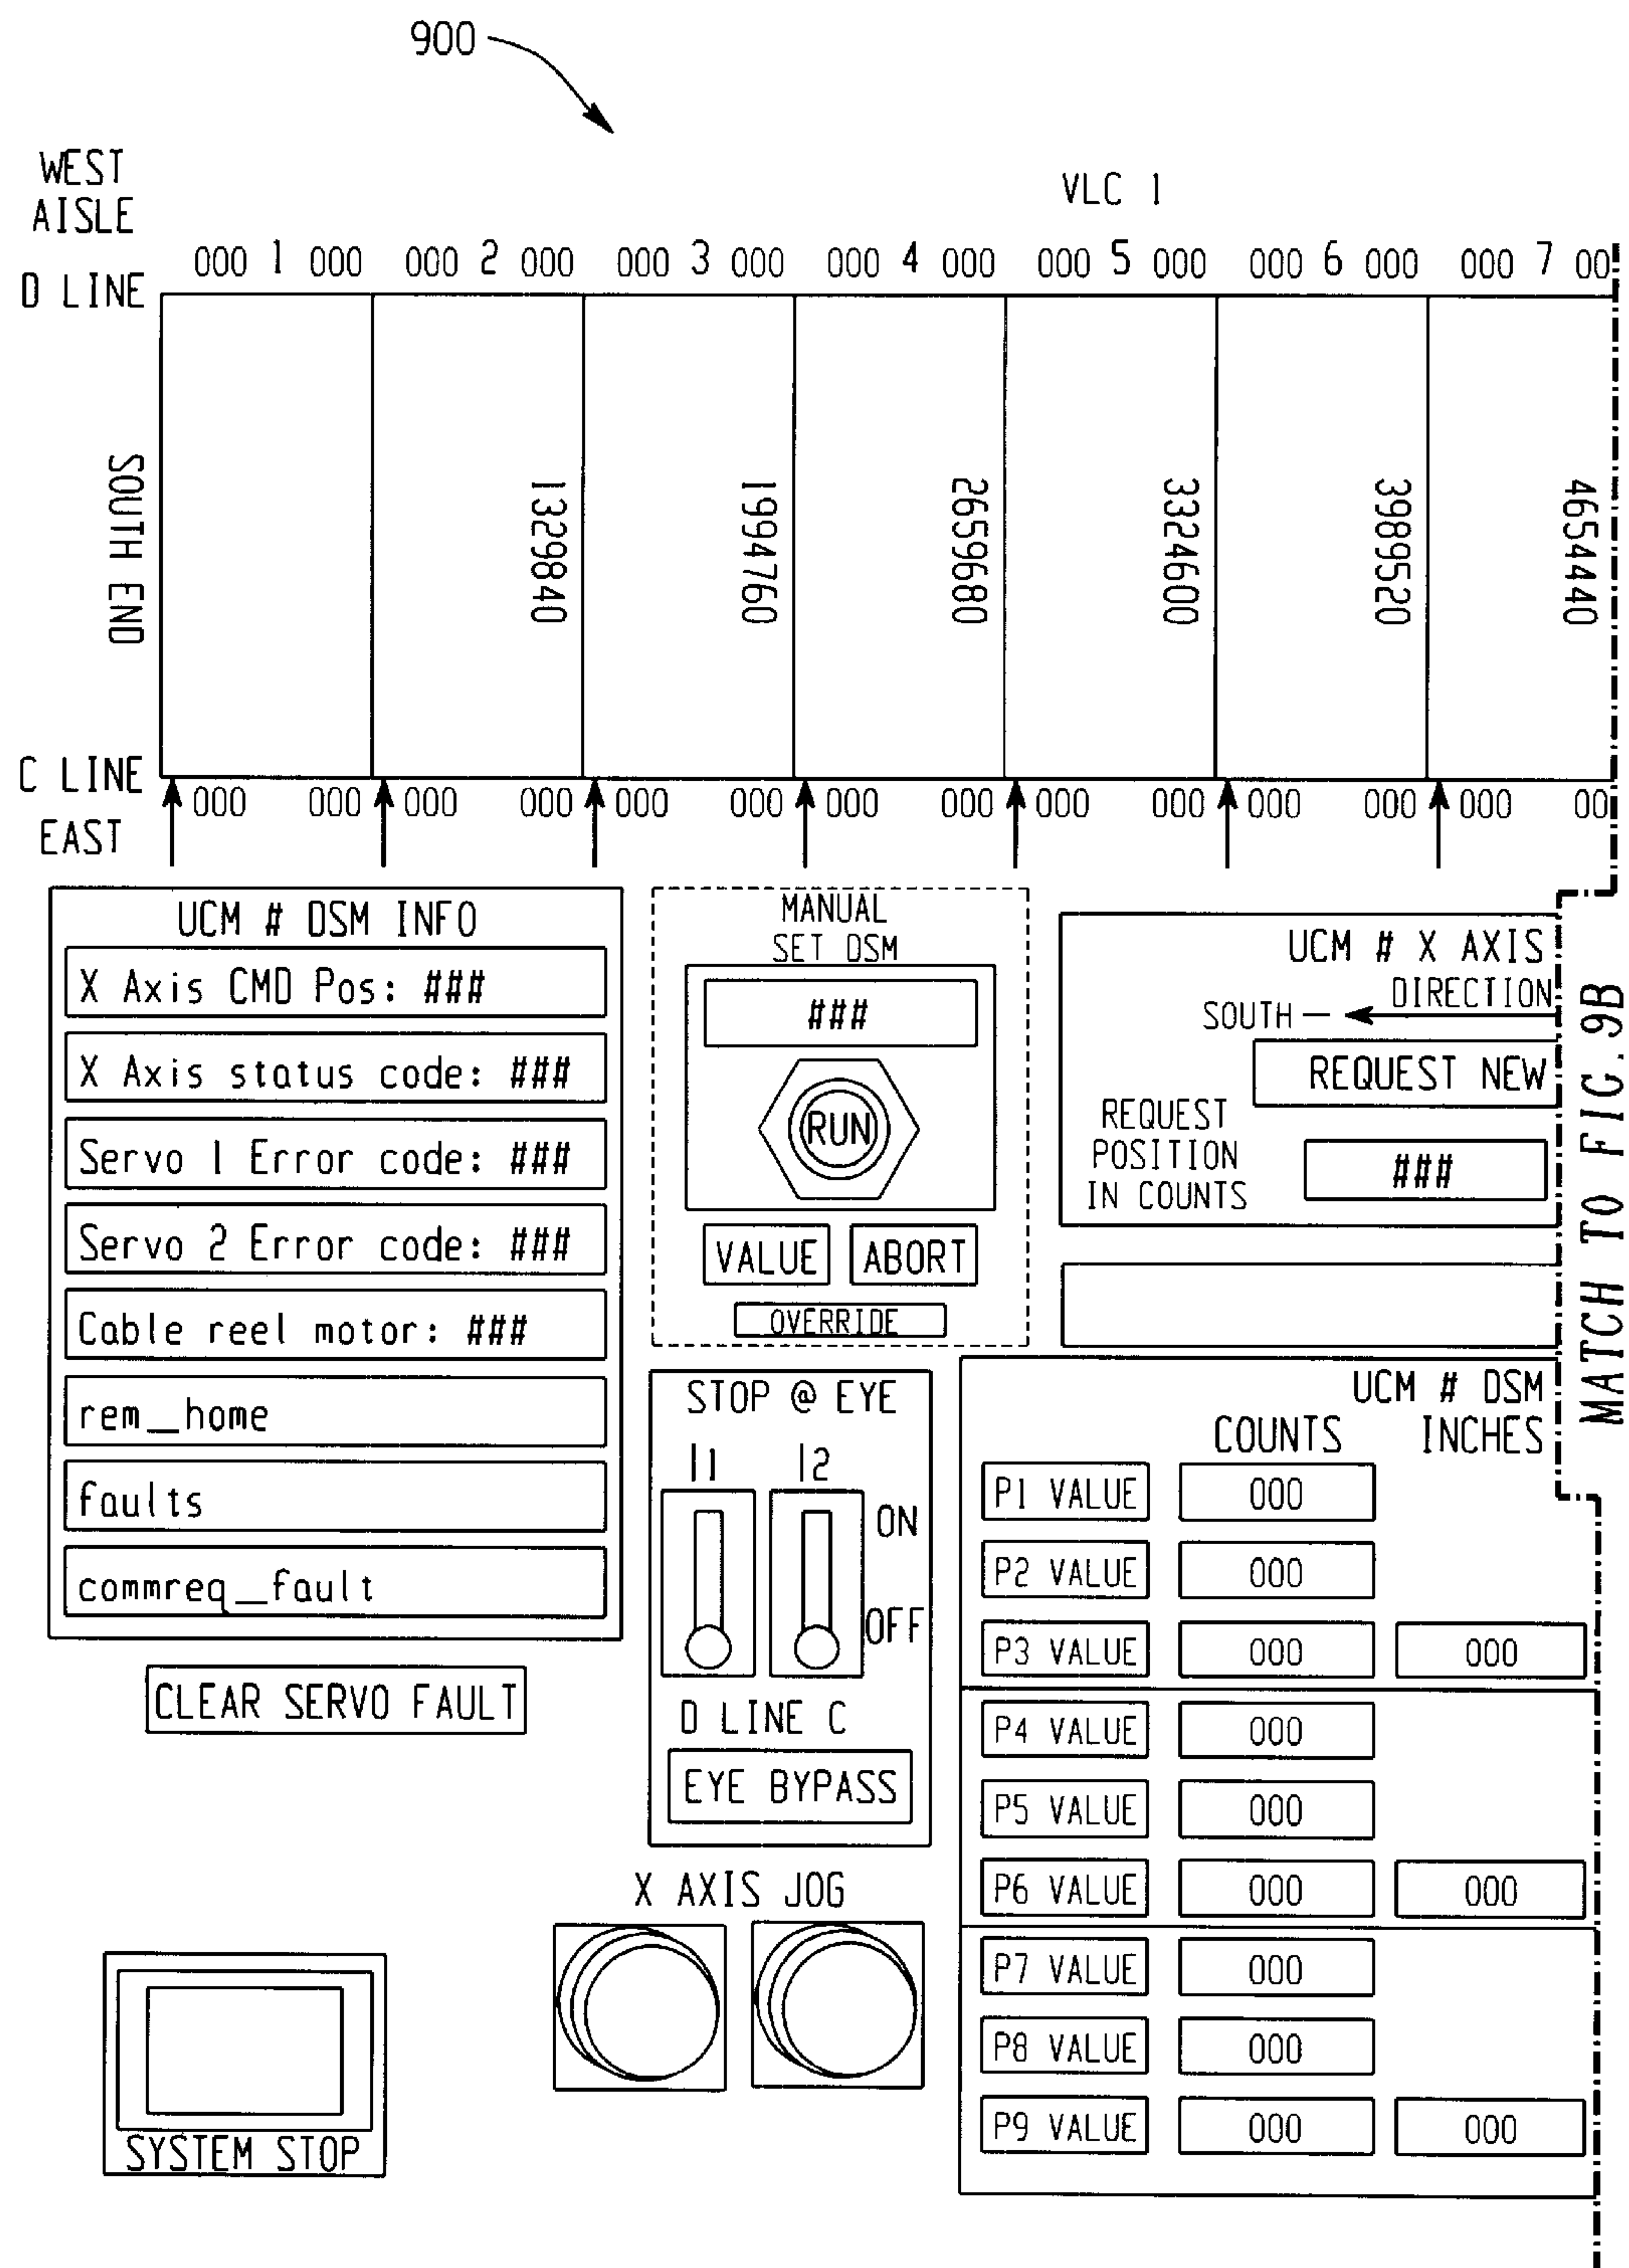 900
WEST
AISLE
VLC 1
000 1 000 000 2 000 000 3 000 000 4 000 000 5 000 000 6 000 000 7 00
D LINE
SOUTH END
1329840
1994760
2659680
3324600
3989520
4654440
C LINE
000 000 000 000 000 000 000 000 000 000 000 000 000 00
EAST
UCM # DSM INFO
X Axis CMD Pos: ###
X Axis status code: ###
Servo 1 Error code: ###
Servo 2 Error code: ###
Cable reel motor: ###
rem_home
faults
commreq_fault
CLEAR SERVO FAULT
SYSTEM STOP
MANUAL
SET DSM
###
RUN
VALUE ABORT
OVERRIDE
STOP @ EYE
I1 I2
ON
OFF
D LINE C
EYE BYPASS
X AXIS JOG
UCM # X AXIS
DIRECTION
SOUTH —
REQUEST NEW
REQUEST
POSITION
IN COUNTS
###
UCM # DSM
COUNTS INCHES
P1 VALUE 000
P2 VALUE 000
P3 VALUE 000 000
P4 VALUE 000
P5 VALUE 000
P6 VALUE 000 000
P7 VALUE 000
P8 VALUE 000
P9 VALUE 000 000
MATCH TO FIG.9B